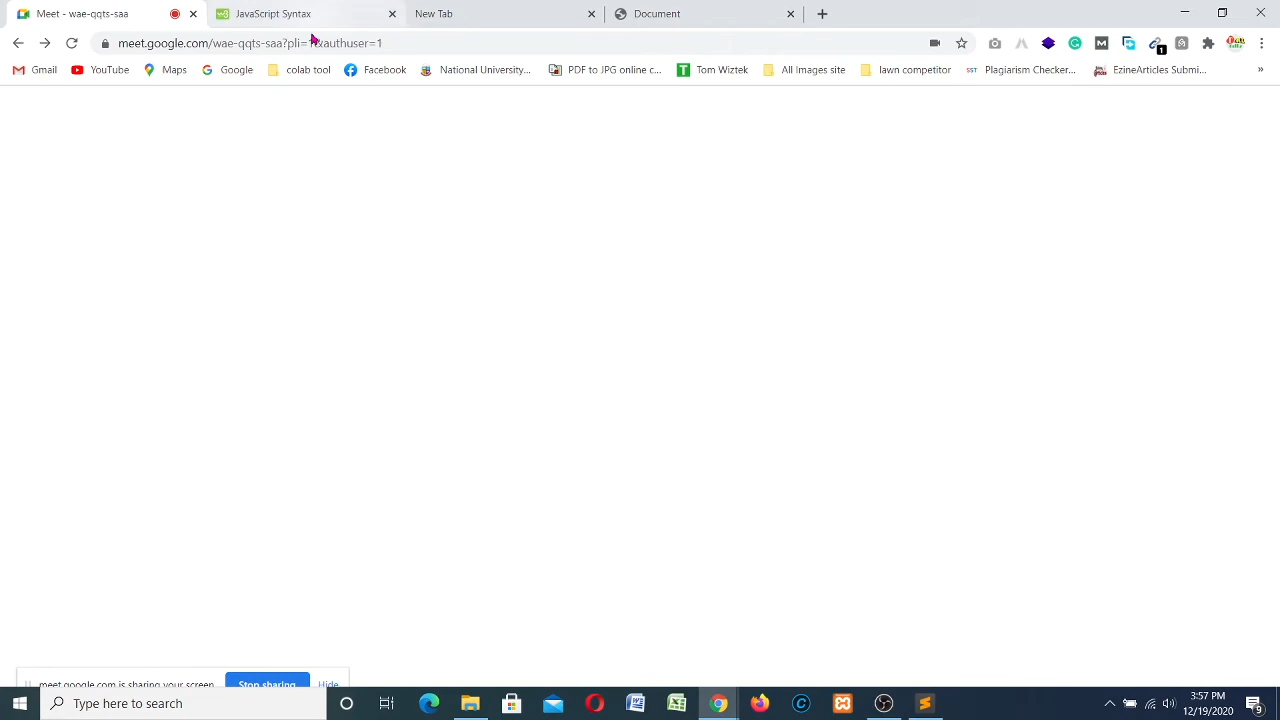 Meet - wae-qqts-saa
JavaScript Syntax
New Tab
Document
meet.google.com/wae-qqts-saa?pli=1&authuser=1
1
Gmail
YouTube
Maps
Google
colab tool
Facebook
National University...
PDF to JPG online c...
Tom Wiztek
All Images site
lawn competitor
SST Plagiarism Checker...
EzineArticles Submi...
»
meet.google.com is sharing your screen.
Stop sharing
Hide
Type here to search
3:57 PM
12/19/2020
9